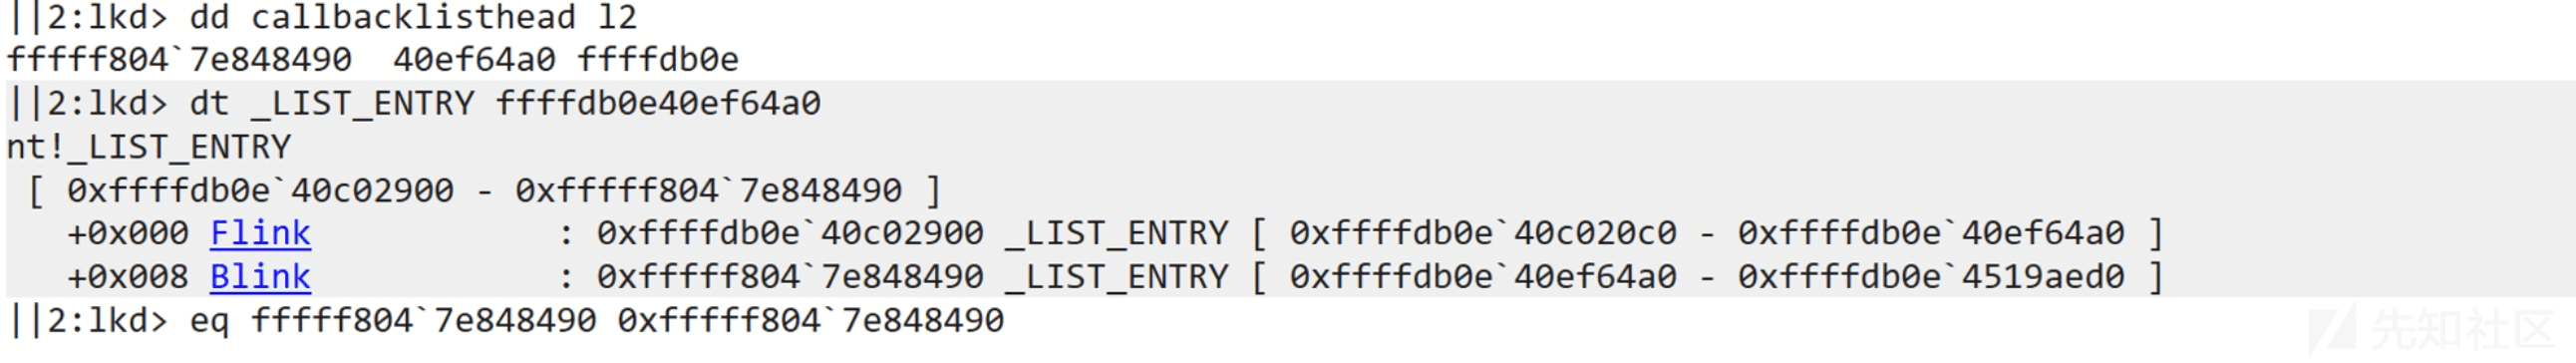 ||2:lkd> dd callbacklisthead l2
fffff804`7e848490  40ef64a0 ffffdb0e
||2:lkd> dt _LIST_ENTRY ffffdb0e40ef64a0
nt!_LIST_ENTRY
 [ 0xffffdb0e`40c02900 - 0xfffff804`7e848490 ]
   +0x000 Flink            : 0xffffdb0e`40c02900 _LIST_ENTRY [ 0xffffdb0e`40c020c0 - 0xffffdb0e`40ef64a0 ]
   +0x008 Blink            : 0xfffff804`7e848490 _LIST_ENTRY [ 0xffffdb0e`40ef64a0 - 0xffffdb0e`4519aed0 ]
||2:lkd> eq fffff804`7e848490 0xfffff804`7e848490
先知社区